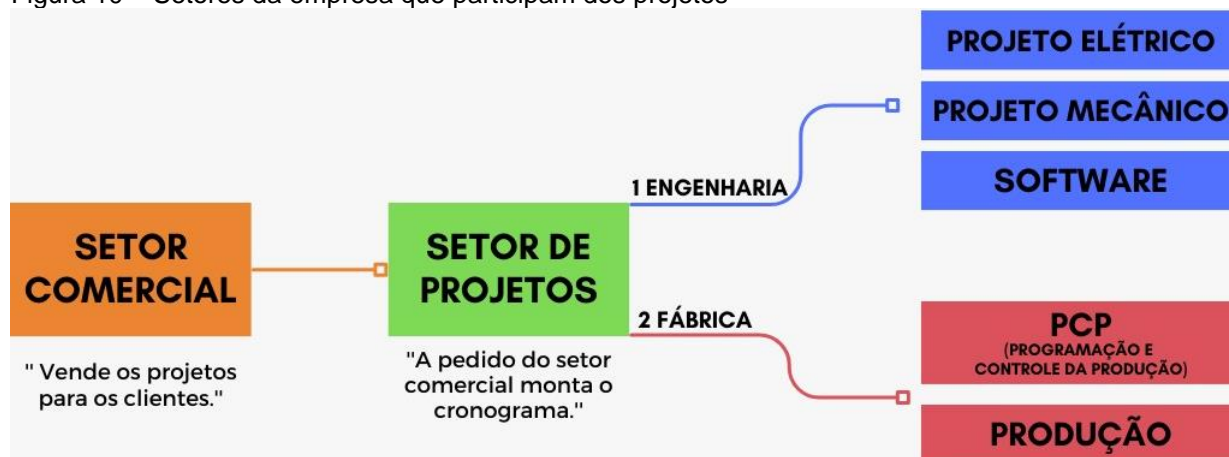 PROJETO ELÉTRICO
PROJETO MECÂNICO
SOFTWARE
1 ENGENHARIA
SETOR
COMERCIAL
" Vende os projetos
para os clientes."
SETOR DE
PROJETOS
"A pedido do setor
comercial monta o
cronograma."
2 FÁBRICA
PCP
(PROGRAMAÇÃO E
CONTROLE DA PRODUÇÃO)
PRODUÇÃO